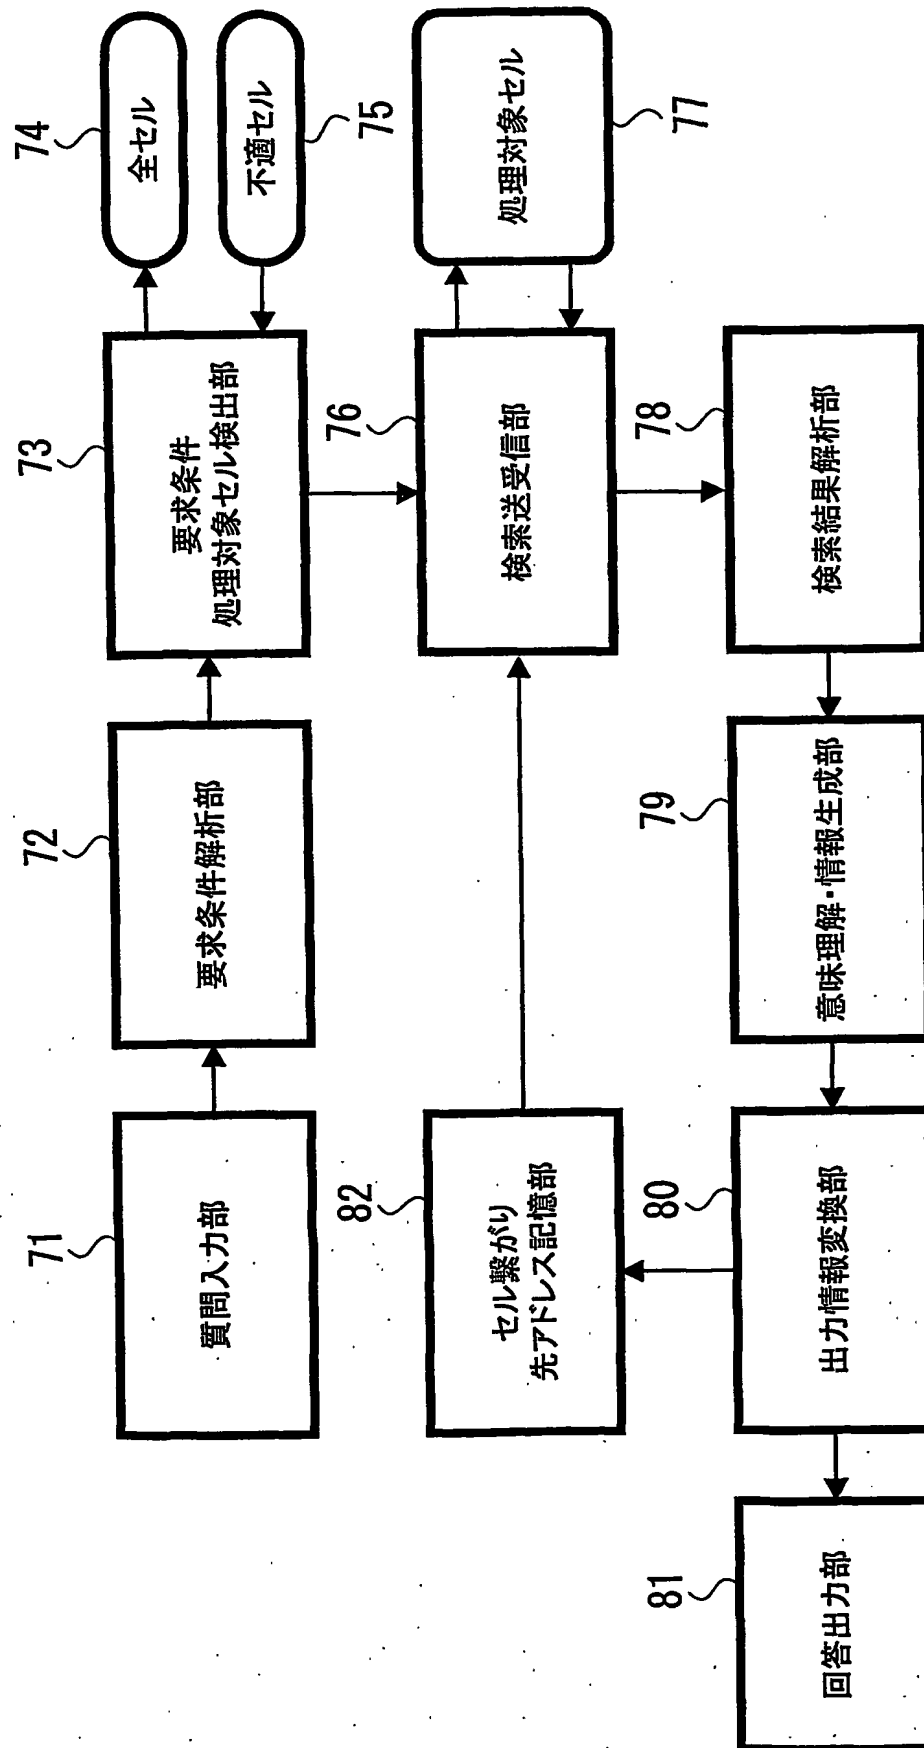 71
質問入力部
72
要求条件解析部
73
要求条件
処理対象セル検出部
74
全セル
75
不適セル
82
セル繋がり
先アドレス記憶部
76
検索送受信部
77
処理対象セル
81
回答出力部
80
出力情報変換部
79
意味理解・情報生成部
78
検索結果解析部